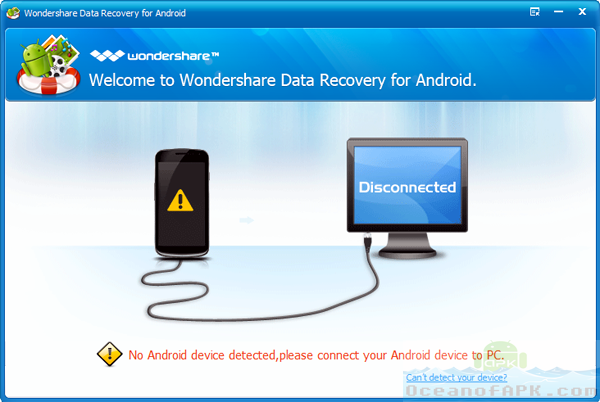 Wondershare Data Recovery for Android
wondershare™
Welcome to Wondershare Data Recovery for Android.
Disconnected
No Android device detected,please connect your Android device to PC.
Can't detect your device?
OceanofAPK.com